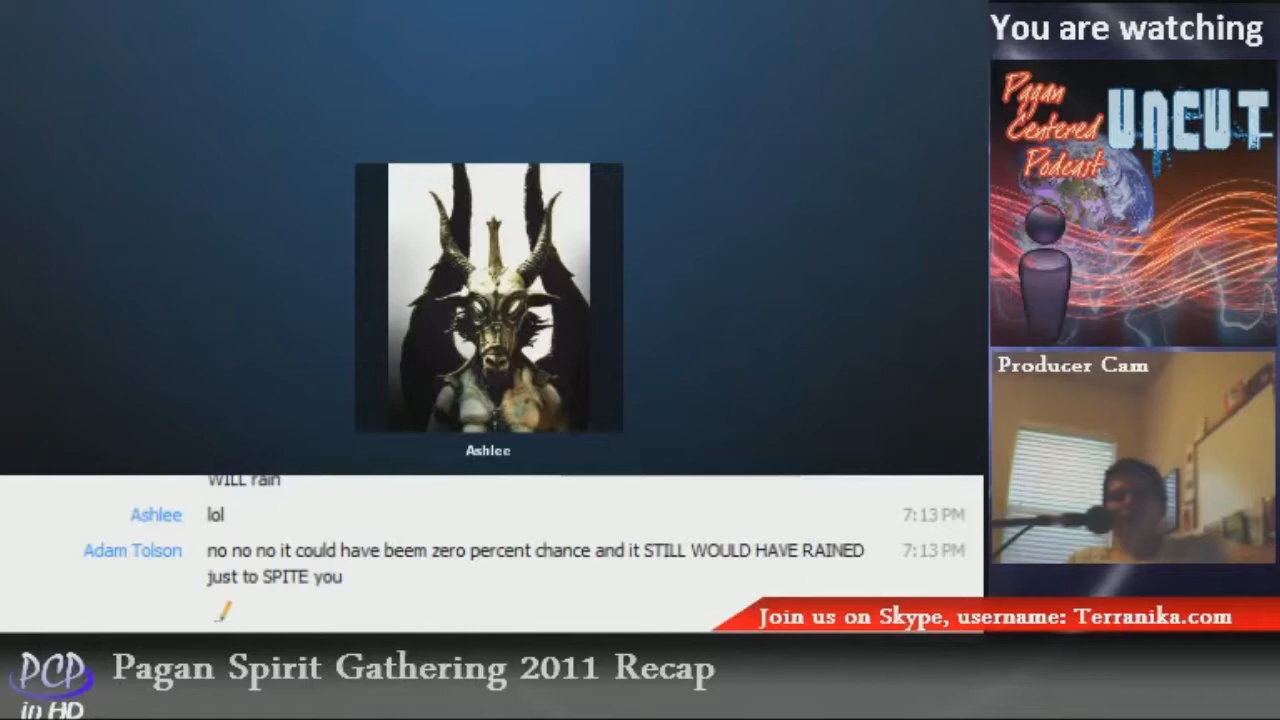 You are watching
Pagan
Centered
Podcast
UNCUT
Producer Cam
Ashlee
WILL rain
Ashlee lol 7:13 PM
Adam Tolson no no no it could have beem zero percent chance and it STILL WOULD HAVE RAINED 7:13 PM
just to SPITE you
Join us on Skype, username: Terranika.com
PCP Pagan Spirit Gathering 2011 Recap
in HD